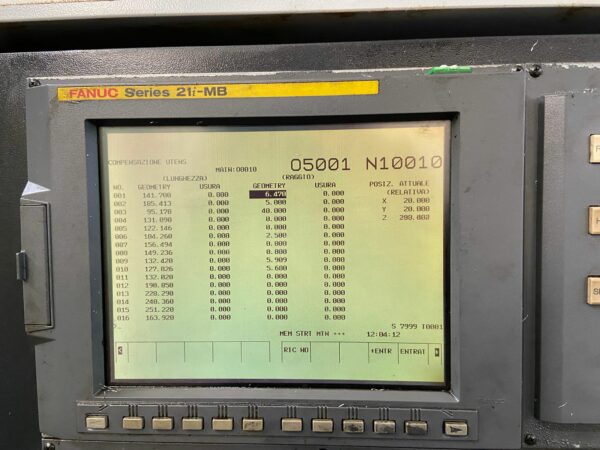 FANUC Series 21i-MB
COMPENSAZIONE UTENS MAIN:O0010 O5001 N10010
(LUNGHEZZA) (RAGGIO)
NO. GEOMETRY USURA GEOMETRY USURA POSIZ. ATTUALE
001 141.700 0.000 6.470 0.000 (RELATIVA)
002 185.413 0.000 5.000 0.000 X 20.000
003 95.170 0.000 40.000 0.000 Y 20.000
004 131.090 0.000 0.000 0.000 Z 200.000
005 122.146 0.000 0.000 0.000
006 104.260 0.000 2.500 0.000
007 156.494 0.000 0.000 0.000
008 149.236 0.000 0.000 0.000
009 132.420 0.000 5.909 0.000
010 127.026 0.000 5.600 0.000
011 132.020 0.000 0.000 0.000
012 190.050 0.000 0.000 0.000
013 220.290 0.000 0.000 0.000
014 240.360 0.000 0.000 0.000
015 251.220 0.000 0.000 0.000
016 163.920 0.000 0.000 0.000
>_ S 7999 T0001
MEM STRT MTN *** 12:04:12
RIC NO +ENTR ENTRAT